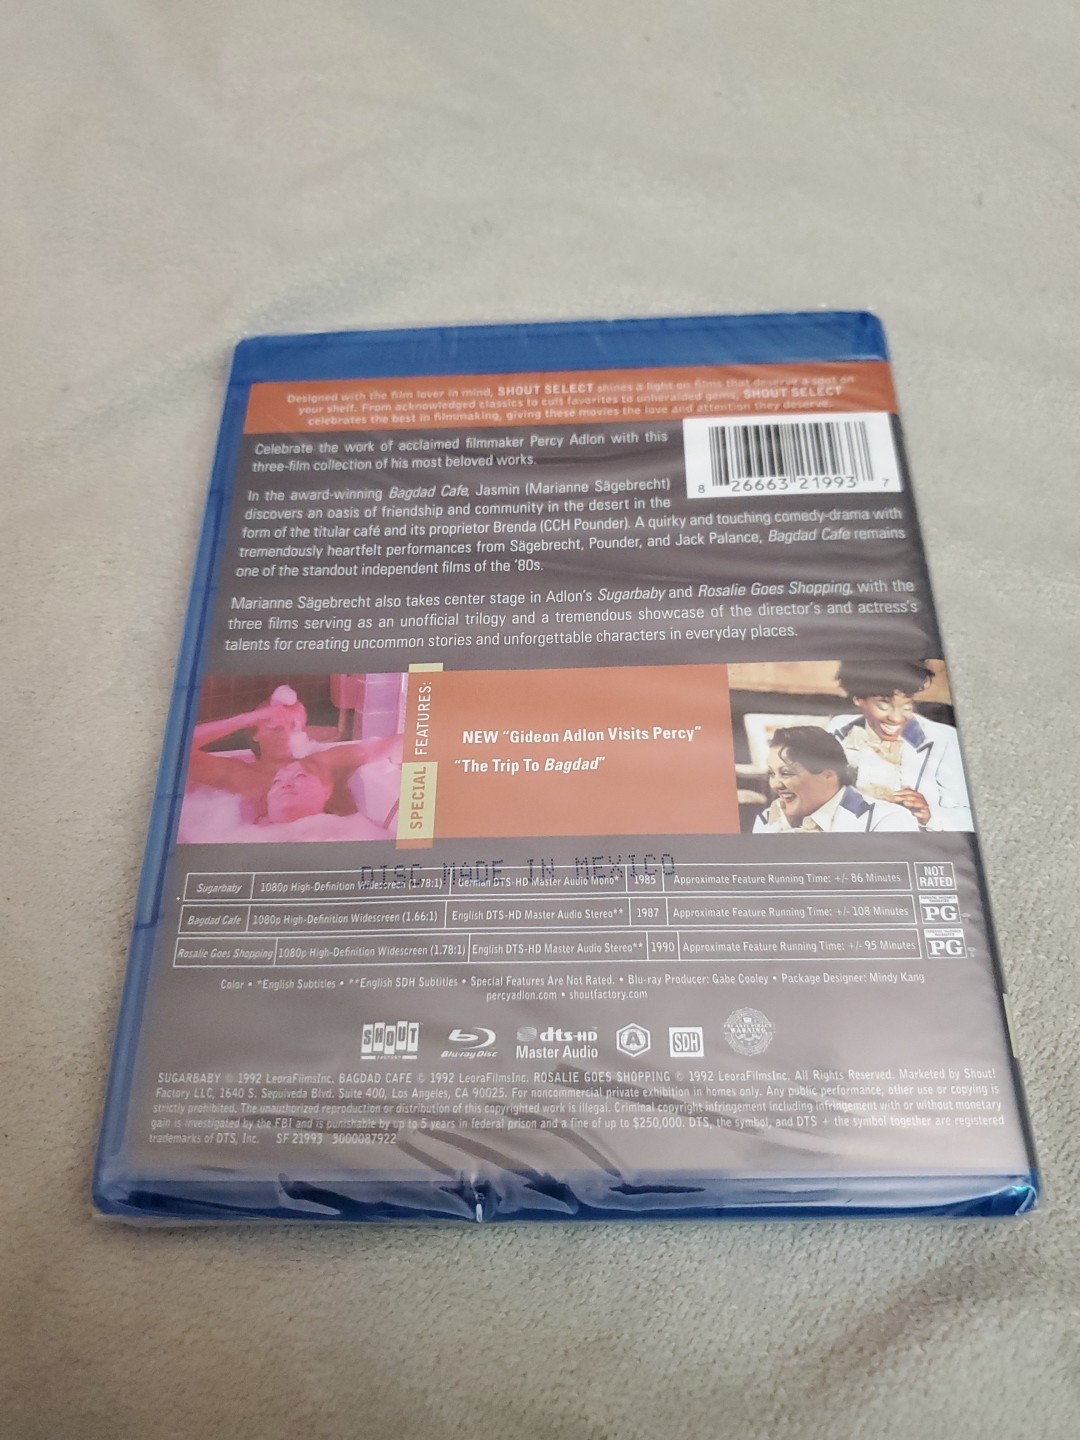 Designed with the film lover in mind, SHOUT SELECT shines a light on films that deserve a spot on
your shelf. From acknowledged classics to cult favorites to unheralded gems, SHOUT SELECT
celebrates the best in filmmaking, giving these movies the love and attention they deserve.
Celebrate the work of acclaimed filmmaker Percy Adlon with this
three-film collection of his most beloved works.
8 26663 21993 7
In the award-winning Bagdad Cafe, Jasmin (Marianne Sägebrecht)
discovers an oasis of friendship and community in the desert in the
form of the titular café and its proprietor Brenda (CCH Pounder). A quirky and touching comedy-drama with
tremendously heartfelt performances from Sägebrecht, Pounder, and Jack Palance, Bagdad Cafe remains
one of the standout independent films of the '80s.
Marianne Sägebrecht also takes center stage in Adlon's Sugarbaby and Rosalie Goes Shopping, with the
three films serving as an unofficial trilogy and a tremendous showcase of the director's and actress's
talents for creating uncommon stories and unforgettable characters in everyday places.
SPECIAL FEATURES:
NEW "Gideon Adlon Visits Percy"
"The Trip To Bagdad"
DISC MADE IN MEXICO
Sugarbaby 1080p High-Definition Widescreen (1.78:1) German DTS-HD Master Audio Mono* 1985 Approximate Feature Running Time: +/- 86 Minutes NOT RATED
Bagdad Cafe 1080p High-Definition Widescreen (1.66:1) English DTS-HD Master Audio Stereo** 1987 Approximate Feature Running Time: +/- 108 Minutes PG
Rosalie Goes Shopping 1080p High-Definition Widescreen (1.78:1) English DTS-HD Master Audio Stereo** 1990 Approximate Feature Running Time: +/- 95 Minutes PG
Color • *English Subtitles • **English SDH Subtitles • Special Features Are Not Rated. • Blu-ray Producer: Gabe Cooley • Package Designer: Mindy Kang
percyadlon.com • shoutfactory.com
SHOUT FACTORY Blu-ray Disc dts-HD Master Audio A SDH
SUGARBABY © 1992 LeoraFilmsInc. BAGDAD CAFE © 1992 LeoraFilmsInc. ROSALIE GOES SHOPPING © 1992 LeoraFilmsInc. All Rights Reserved. Marketed by Shout!
Factory LLC, 1640 S. Sepulveda Blvd. Suite 400, Los Angeles, CA 90025. For noncommercial private exhibition in homes only. Any public performance, other use or copying is
strictly prohibited. The unauthorized reproduction or distribution of this copyrighted work is illegal. Criminal copyright infringement including infringement with or without monetary
gain is investigated by the FBI and is punishable by up to 5 years in federal prison and a fine of up to $250,000. DTS, the symbol, and DTS + the symbol together are registered
trademarks of DTS, Inc. SF 21993 3000087922